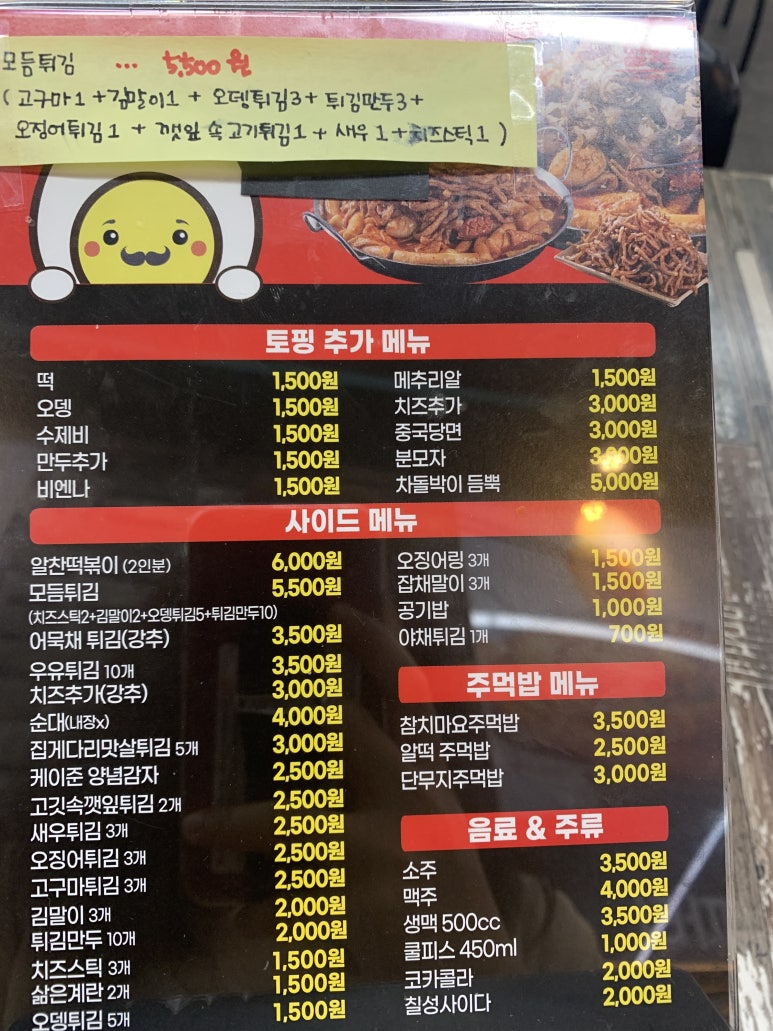 모듬튀김 ... 5,500원
( 고구마1 + 김말이1 + 오뎅튀김3 + 튀김만두3 +
오징어튀김1 + 깻잎 속 고기튀김1 + 새우1 + 치즈스틱1 )
토핑 추가 메뉴
떡 1,500원
오뎅 1,500원
수제비 1,500원
만두추가 1,500원
비엔나 1,500원
메추리알 1,500원
치즈추가 3,000원
중국당면 3,000원
분모자 3,000원
차돌박이 듬뿍 5,000원
사이드 메뉴
알찬떡볶이 (2인분) 6,000원
모듬튀김 5,500원
(치즈스틱2+김말이2+오뎅튀김5+튀김만두10)
어묵채 튀김(강추) 3,500원
우유튀김 10개 3,500원
치즈추가(강추) 3,000원
순대(내장x) 4,000원
집게다리맛살튀김 5개 3,000원
케이준 양념감자 2,500원
고깃속깻잎튀김 2개 2,500원
새우튀김 3개 2,500원
오징어튀김 3개 2,500원
고구마튀김 3개 2,500원
김말이 3개 2,000원
튀김만두 10개 2,000원
치즈스틱 3개 1,500원
삶은계란 2개 1,500원
오뎅튀김 5개 1,500원
오징어링 3개 1,500원
잡채말이 3개 1,500원
공기밥 1,000원
야채튀김 1개 700원
주먹밥 메뉴
참치마요주먹밥 3,500원
알떡 주먹밥 2,500원
단무지주먹밥 3,000원
음료 & 주류
소주 3,500원
맥주 4,000원
생맥 500cc 3,500원
쿨피스 450ml 1,000원
코카콜라 2,000원
칠성사이다 2,000원